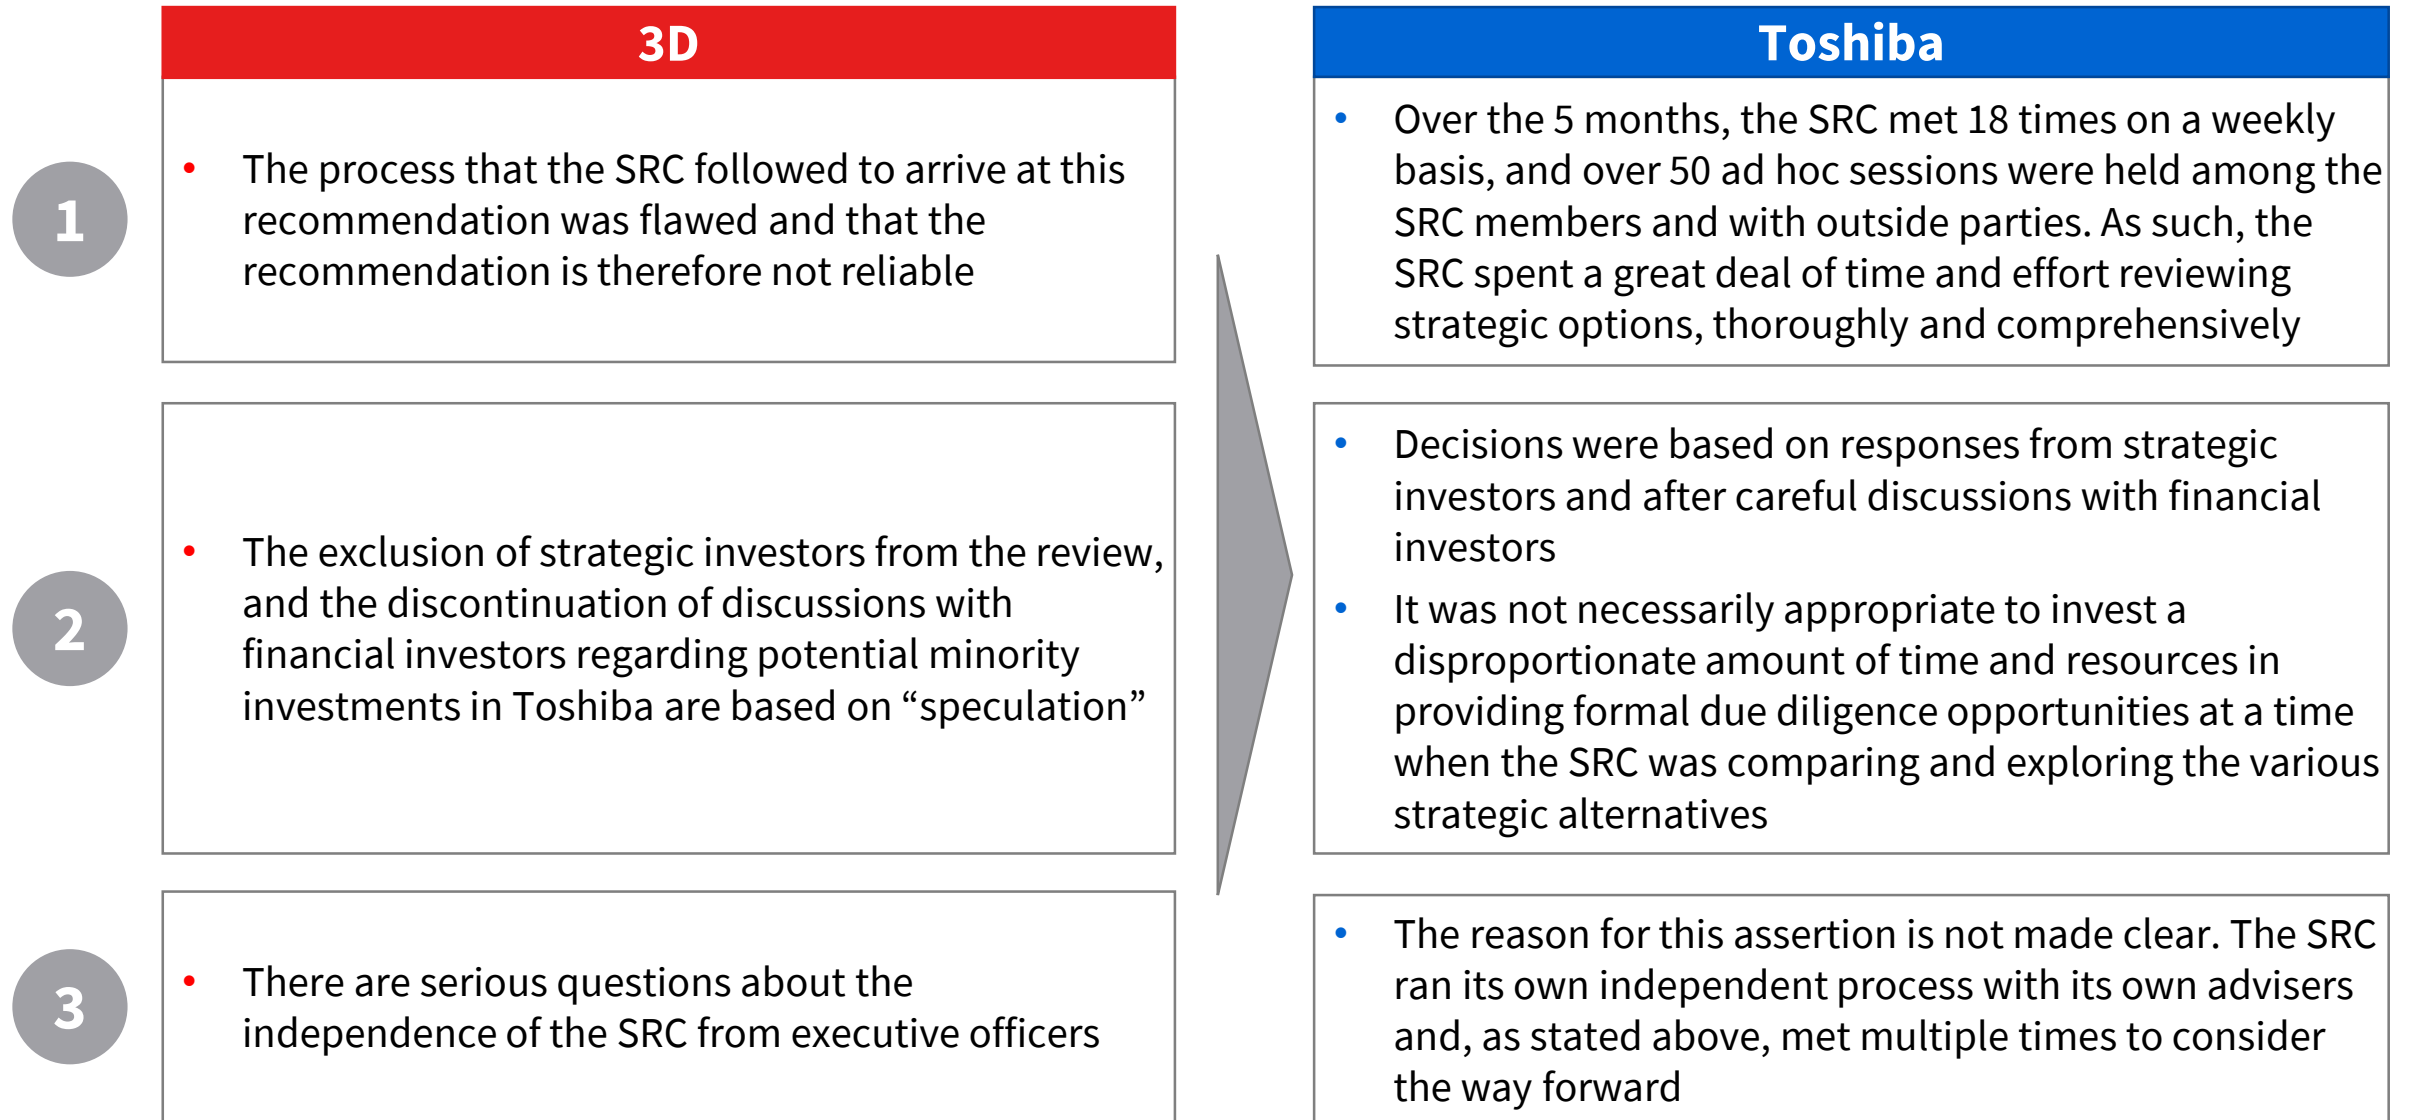 3D
Toshiba
1
• The process that the SRC followed to arrive at this
recommendation was flawed and that the
recommendation is therefore not reliable
• Over the 5 months, the SRC met 18 times on a weekly
basis, and over 50 ad hoc sessions were held among the
SRC members and with outside parties. As such, the
SRC spent a great deal of time and effort reviewing
strategic options, thoroughly and comprehensively
2
• The exclusion of strategic investors from the review,
and the discontinuation of discussions with
financial investors regarding potential minority
investments in Toshiba are based on “speculation”
• Decisions were based on responses from strategic
investors and after careful discussions with financial
investors
• It was not necessarily appropriate to invest a
disproportionate amount of time and resources in
providing formal due diligence opportunities at a time
when the SRC was comparing and exploring the various
strategic alternatives
3
• There are serious questions about the
independence of the SRC from executive officers
• The reason for this assertion is not made clear. The SRC
ran its own independent process with its own advisers
and, as stated above, met multiple times to consider
the way forward